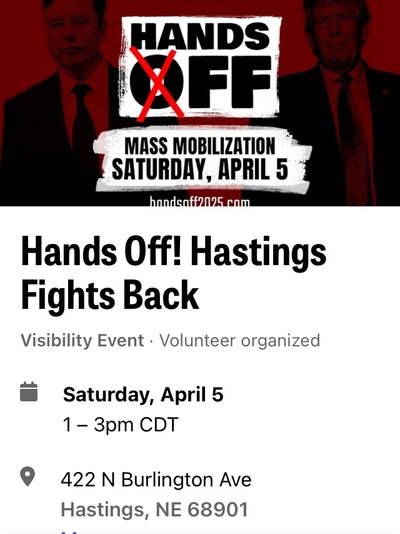 HANDS
OFF
MASS MOBILIZATION
SATURDAY, APRIL 5
handsoff2025.com
Hands Off! Hastings
Fights Back
Visibility Event · Volunteer organized
Saturday, April 5
1 – 3pm CDT
422 N Burlington Ave
Hastings, NE 68901